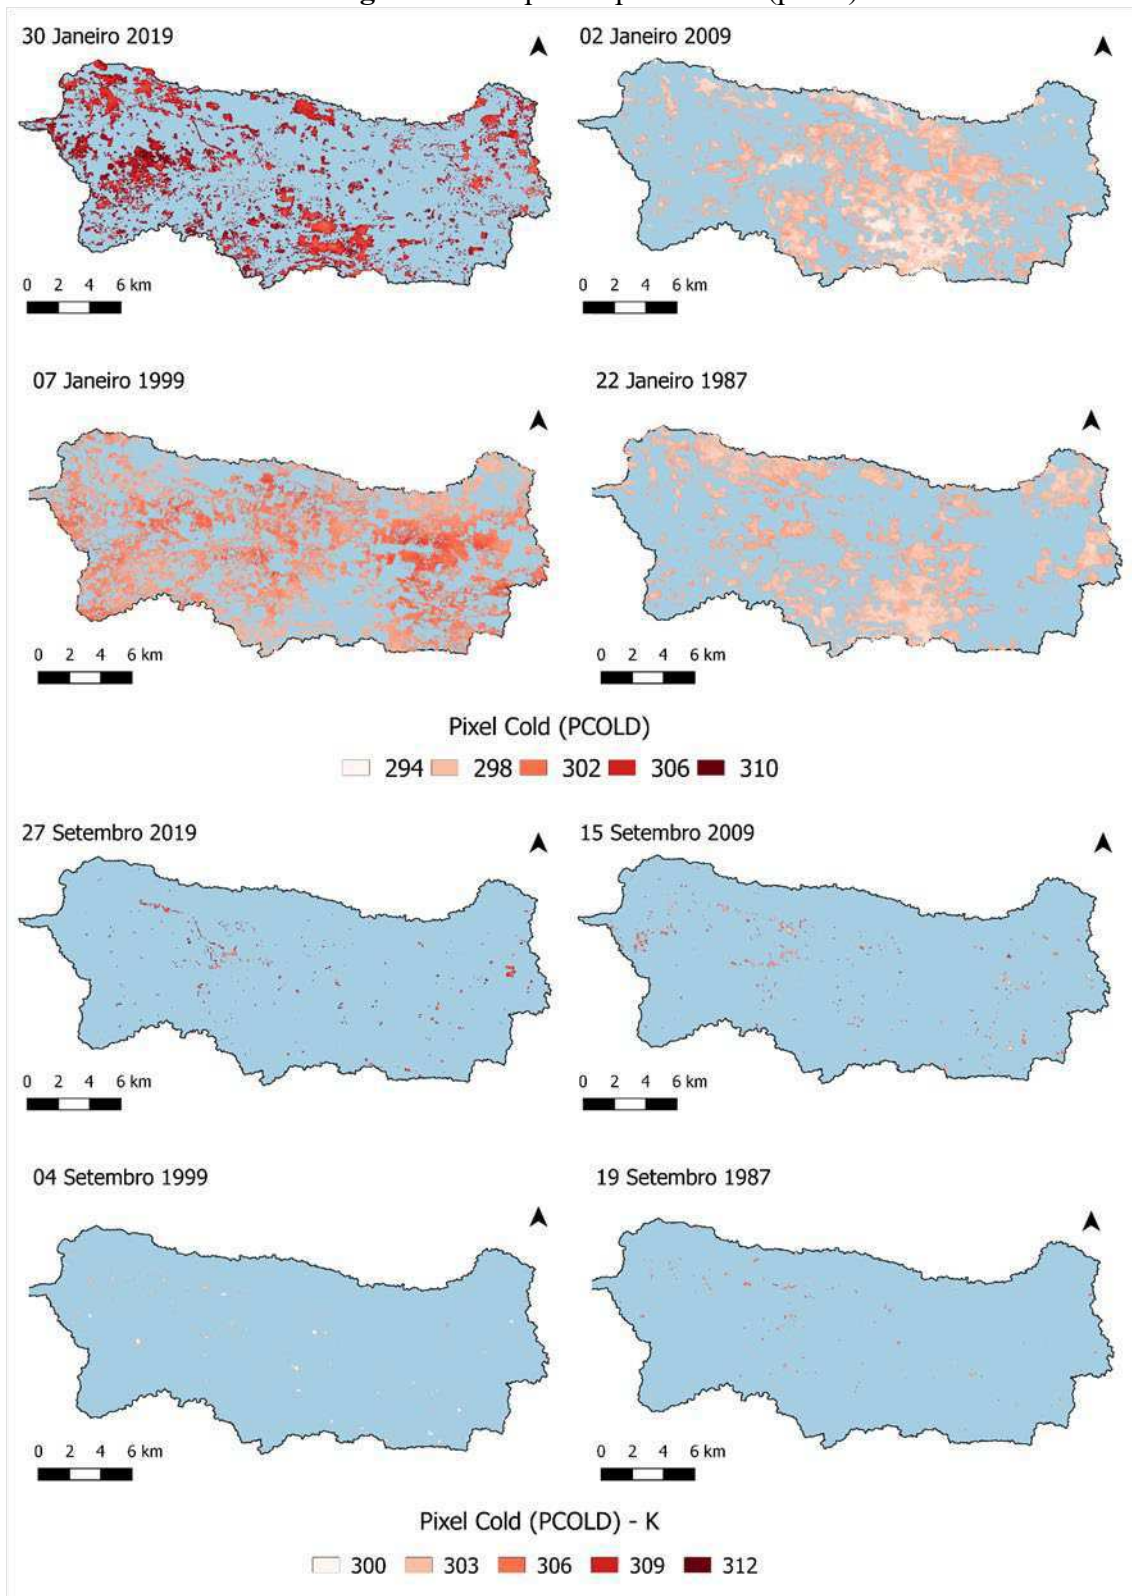 30 Janeiro 2019
02 Janeiro 2009
0 2 4 6 km
0 2 4 6 km
07 Janeiro 1999
22 Janeiro 1987
0 2 4 6 km
0 2 4 6 km
Pixel Cold (PCOLD)
294 298 302 306 310
27 Setembro 2019
15 Setembro 2009
0 2 4 6 km
0 2 4 6 km
04 Setembro 1999
19 Setembro 1987
0 2 4 6 km
0 2 4 6 km
Pixel Cold (PCOLD) - K
300 303 306 309 312